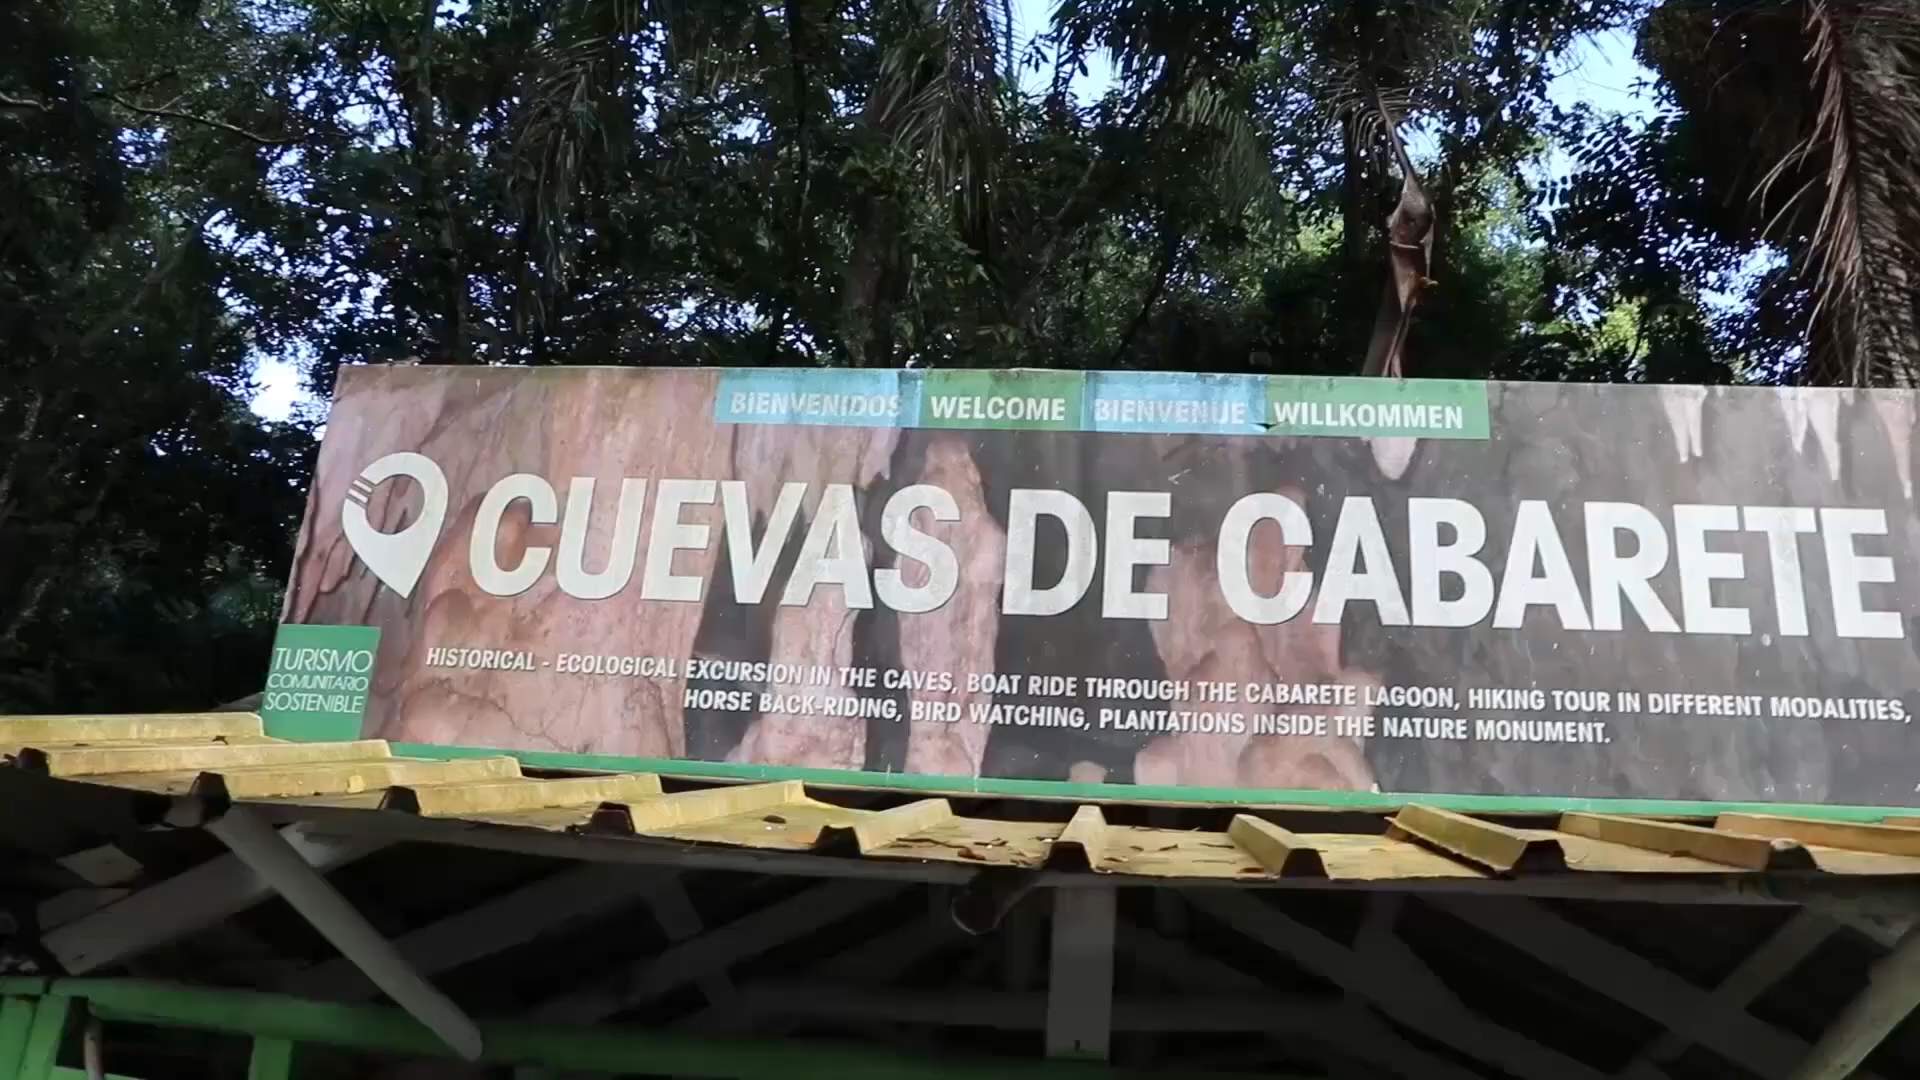 BIENVENIDOS WELCOME BIENVENUE WILLKOMMEN
CUEVAS DE CABARETE
TURISMO
COMUNITARIO
SOSTENIBLE
HISTORICAL - ECOLOGICAL EXCURSION IN THE CAVES, BOAT RIDE THROUGH THE CABARETE LAGOON, HIKING TOUR IN DIFFERENT MODALITIES,
HORSE BACK-RIDING, BIRD WATCHING, PLANTATIONS INSIDE THE NATURE MONUMENT.